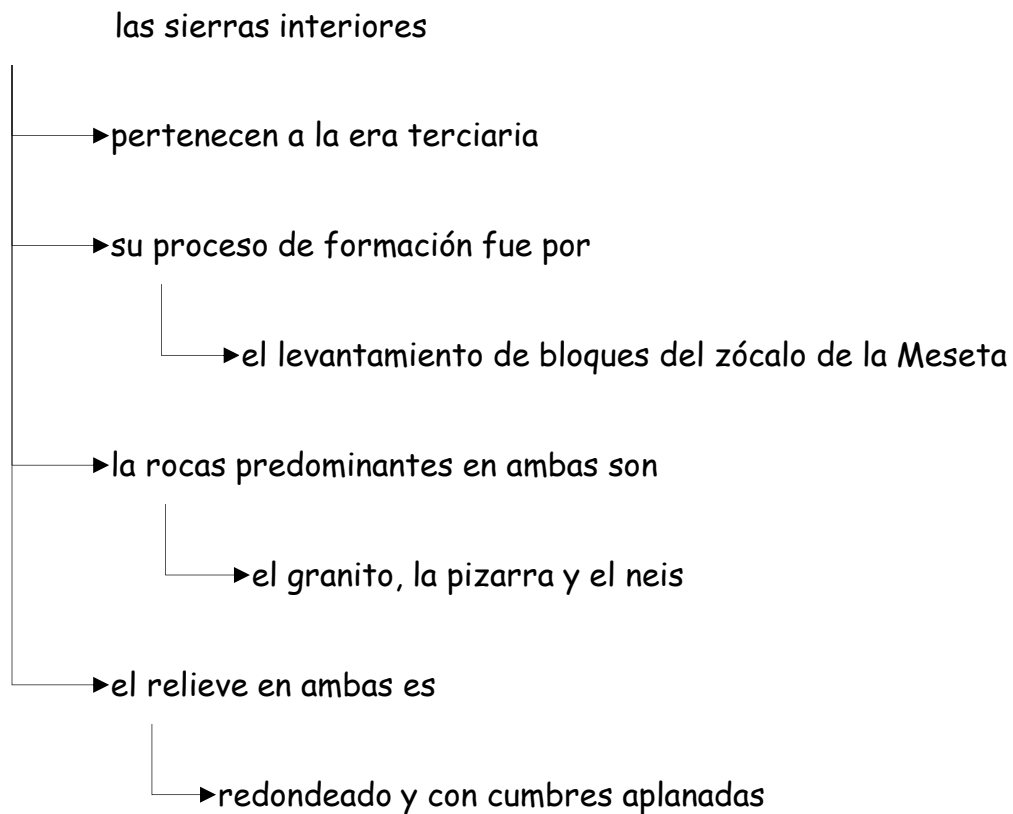 las sierras interiores
pertenecen a la era terciaria
su proceso de formación fue por
el levantamiento de bloques del zócalo de la Meseta
la rocas predominantes en ambas son
el granito, la pizarra y el neis
el relieve en ambas es
redondeado y con cumbres aplanadas